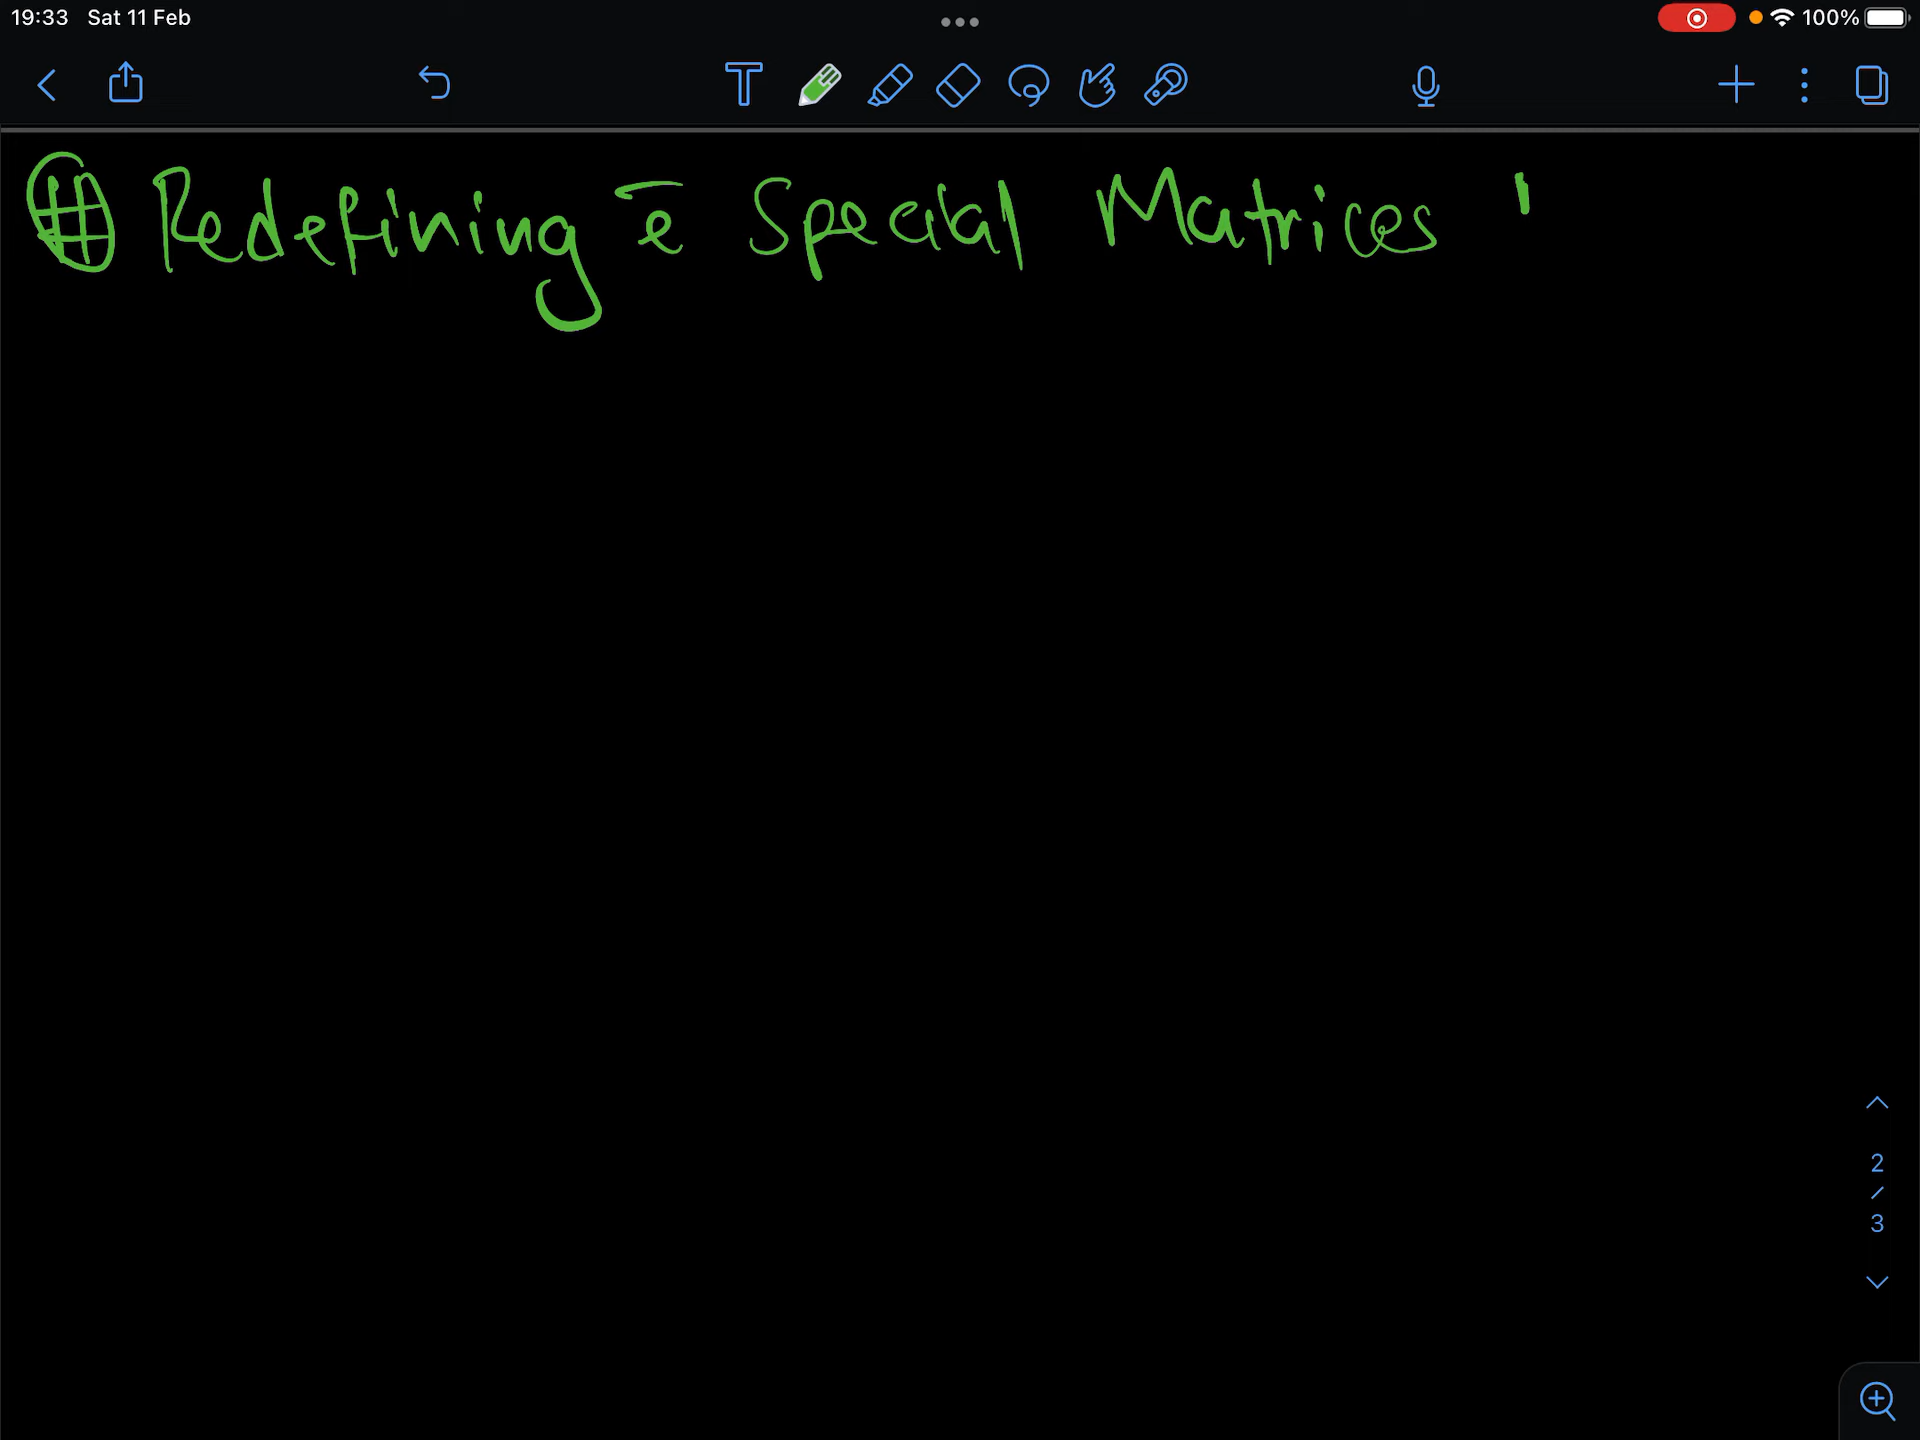 19:33 Sat 11 Feb 100%
T
# Redefining ē Special Matrices '
2
/
3